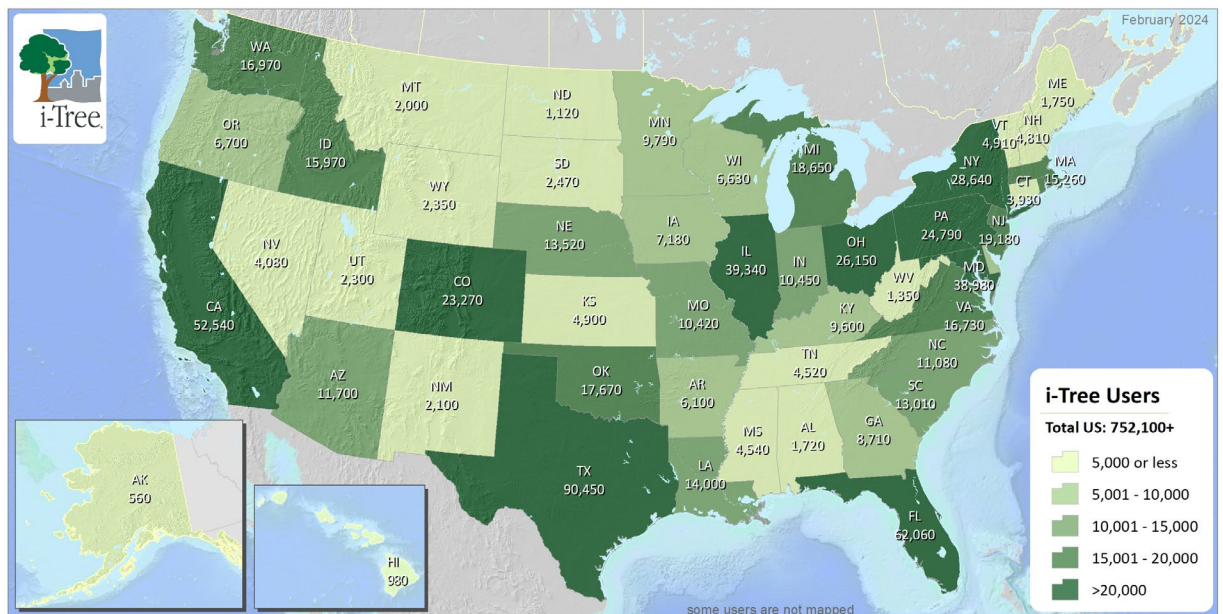 February 2024
i-Tree
WA
16,970
MT
2,000
ND
1,120
MN
9,790
ME
1,750
VT
4,910
NH
4,810
OR
6,700
ID
15,970
SD
2,470
WI
6,630
MI
18,650
NY
28,640
MA
15,260
CT
3,930
WY
2,350
NE
13,520
IA
7,180
PA
24,790
NJ
19,180
NV
4,080
UT
2,300
CO
23,270
IL
39,340
IN
10,450
OH
26,150
WV
1,350
MD
38,980
CA
52,540
KS
4,900
MO
10,420
KY
9,600
VA
16,730
AZ
11,700
NM
2,100
OK
17,670
AR
6,100
TN
4,520
NC
11,080
SC
13,010
MS
4,540
AL
1,720
GA
8,710
TX
90,450
LA
14,000
FL
62,060
AK
560
HI
980
i-Tree Users
Total US: 752,100+
5,000 or less
5,001 - 10,000
10,001 - 15,000
15,001 - 20,000
>20,000
some users are not mapped